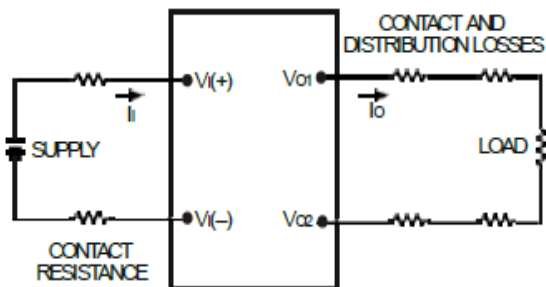 CONTACT AND
DISTRIBUTION LOSSES
VI(+)
VO1
II
IO
SUPPLY
LOAD
VI(–)
VO2
CONTACT
RESISTANCE